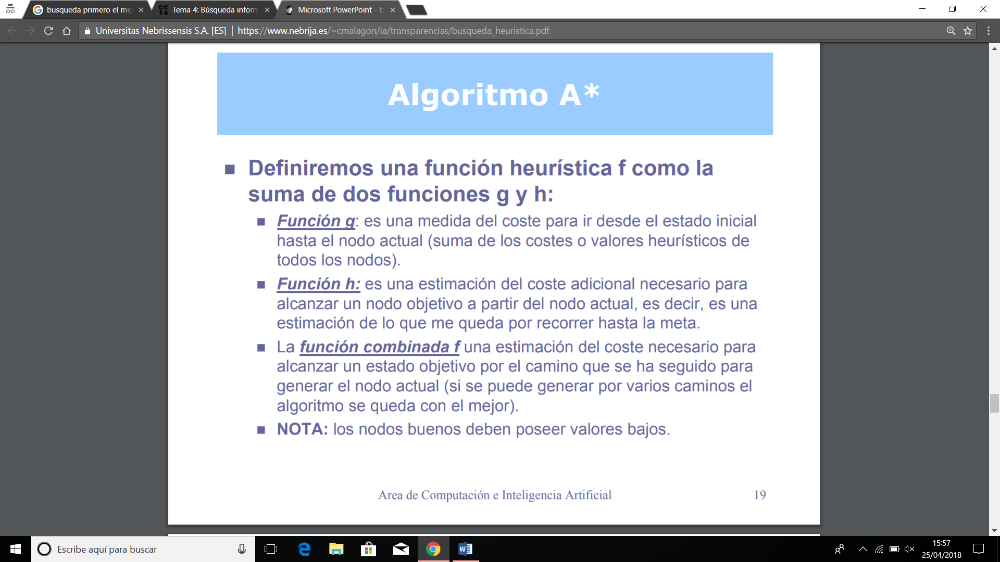 busqueda primero el me
Tema 4: Búsqueda inform
Microsoft PowerPoint - b
Universitas Nebrissensis S.A. [ES]
https://www.nebrija.es/~cmalagon/ia/transparencias/busqueda_heuristica.pdf
Algoritmo A*
Definiremos una función heurística f como la
suma de dos funciones g y h:
Función g: es una medida del coste para ir desde el estado inicial
hasta el nodo actual (suma de los costes o valores heurísticos de
todos los nodos).
Función h: es una estimación del coste adicional necesario para
alcanzar un nodo objetivo a partir del nodo actual, es decir, es una
estimación de lo que me queda por recorrer hasta la meta.
La función combinada f una estimación del coste necesario para
alcanzar un estado objetivo por el camino que se ha seguido para
generar el nodo actual (si se puede generar por varios caminos el
algoritmo se queda con el mejor).
NOTA: los nodos buenos deben poseer valores bajos.
Area de Computación e Inteligencia Artificial
19
Escribe aquí para buscar
15:57
25/04/2018